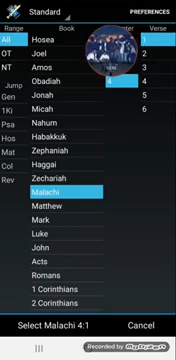 Standard PREFERENCES
Range Book Verse
All Hosea 1
OT Joel 2
NT Amos 3
Obadiah 4 4
Jump
Gen Jonah 5
1Ki Micah 6
Psa Nahum
Hos Habakkuk
Mat Zephaniah
Col Haggai
Rev Zechariah
Malachi
Matthew
Mark
Luke
John
Acts
Romans
1 Corinthians
2 Corinthians
Select Malachi 4:1 Cancel
Recorded by